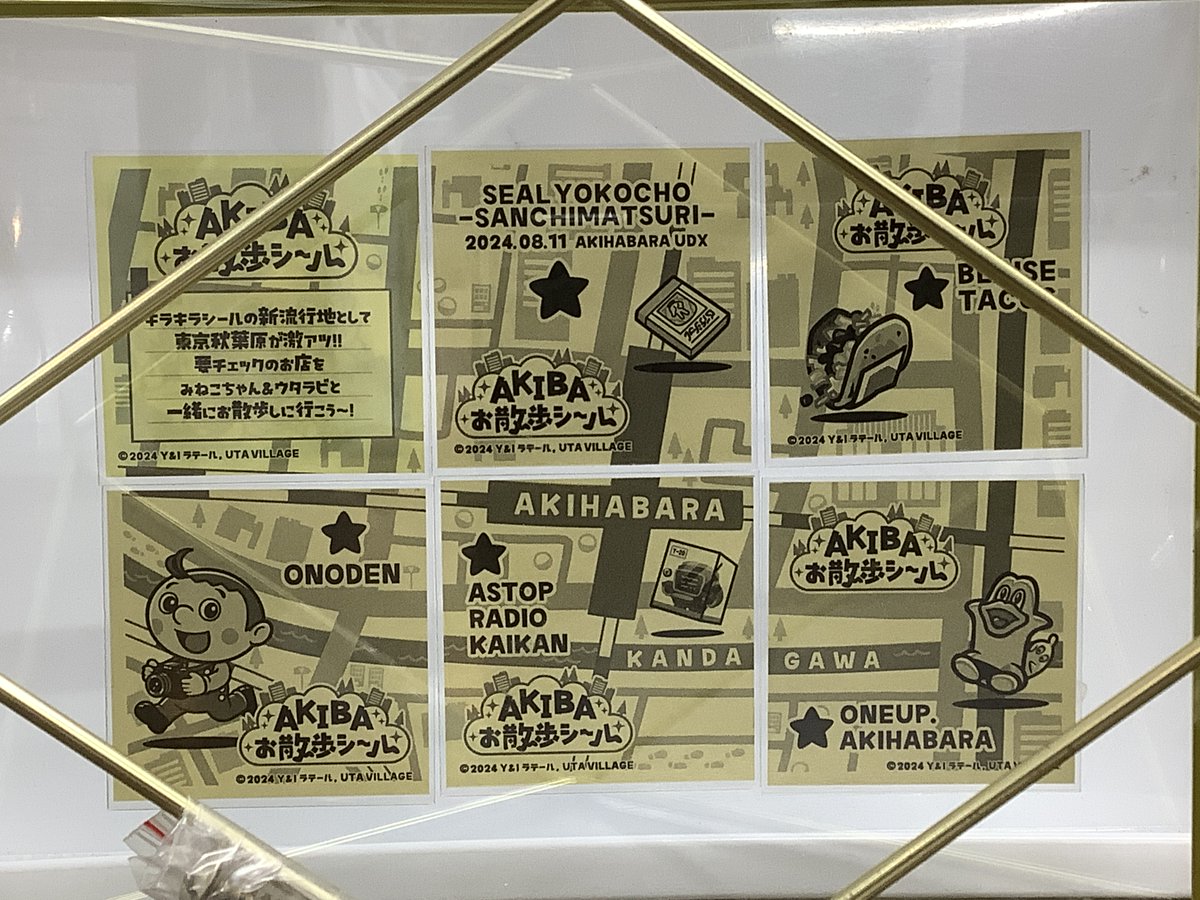 AKIBA
お散歩シ〜ル
キラキラシールの新流行地として
東京秋葉原が激アツ!!
要チェックのお店を
みねこちゃん&ウタラビと
一緒にお散歩しに行こう〜!
©2024 Y&I ラテール, UTA VILLAGE
SEAL YOKOCHO
-SANCHIMATSURI-
2024.08.11 AKIHABARA UDX
AKIBA
お散歩シ〜ル
©2024 Y&I ラテール, UTA VILLAGE
AKIBA
お散歩シ〜ル
TACOS
©2024 Y&I ラテール, UTA VILLAGE
ONODEN
AKIBA
お散歩シ〜ル
©2024 Y&I ラテール, UTA VILLAGE
AKIHABARA
ASTOP
RADIO
KAIKAN
KANDA
AKIBA
お散歩シ〜ル
©2024 Y&I ラテール, UTA VILLAGE
AKIBA
お散歩シ〜ル
GAWA
ONEUP.
AKIHABARA
©2024 Y&I ラテール, UTA VILLAGE